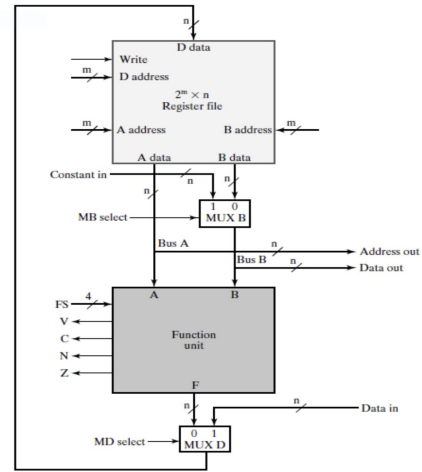 n
D data
Write
m
D address
2^m × n
Register file
m
A address
B address
m
A data
B data
Constant in
n
n
n
1 0
MB select
MUX B
Bus A
n
Address out
Bus B
n
Data out
A
B
FS
4
V
C
N
Z
Function
unit
F
n
n
Data in
0 1
MD select
MUX D